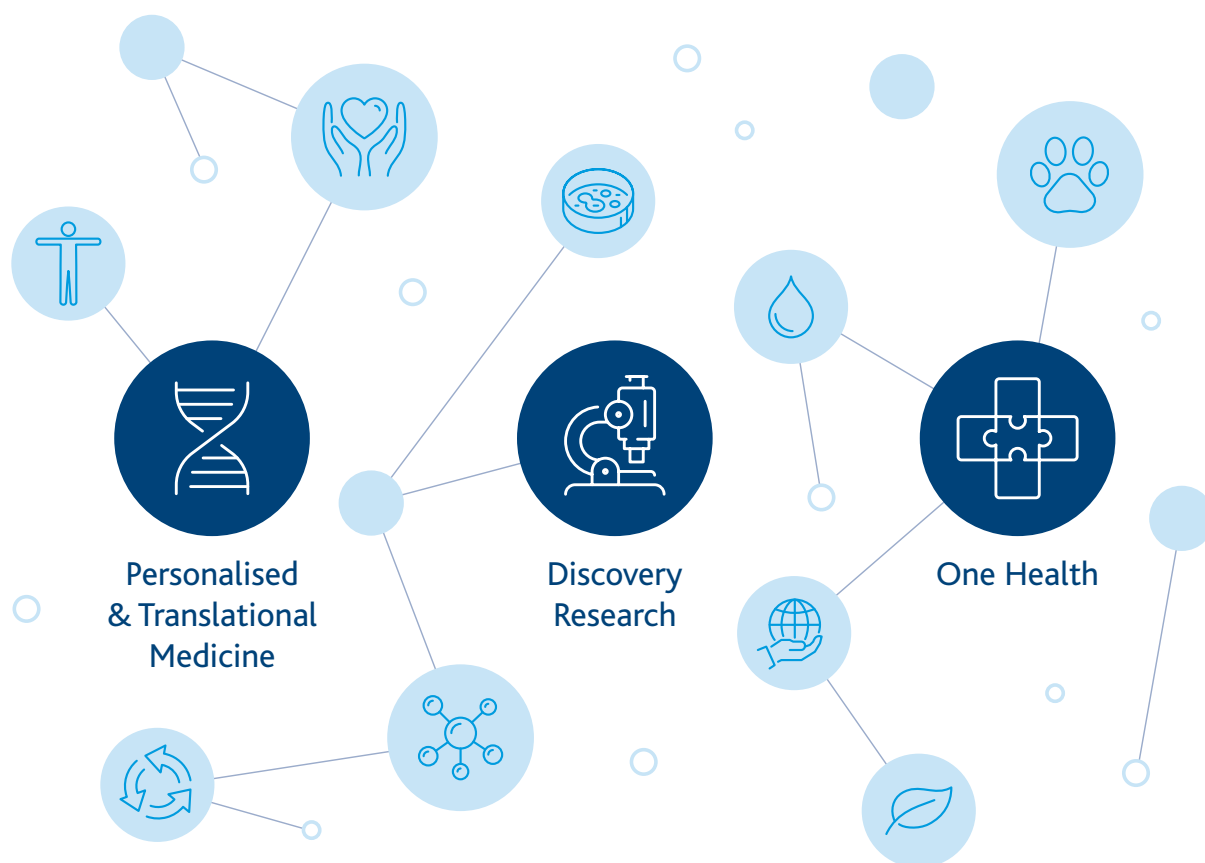 Personalised
& Translational
Medicine
Discovery
Research
One Health